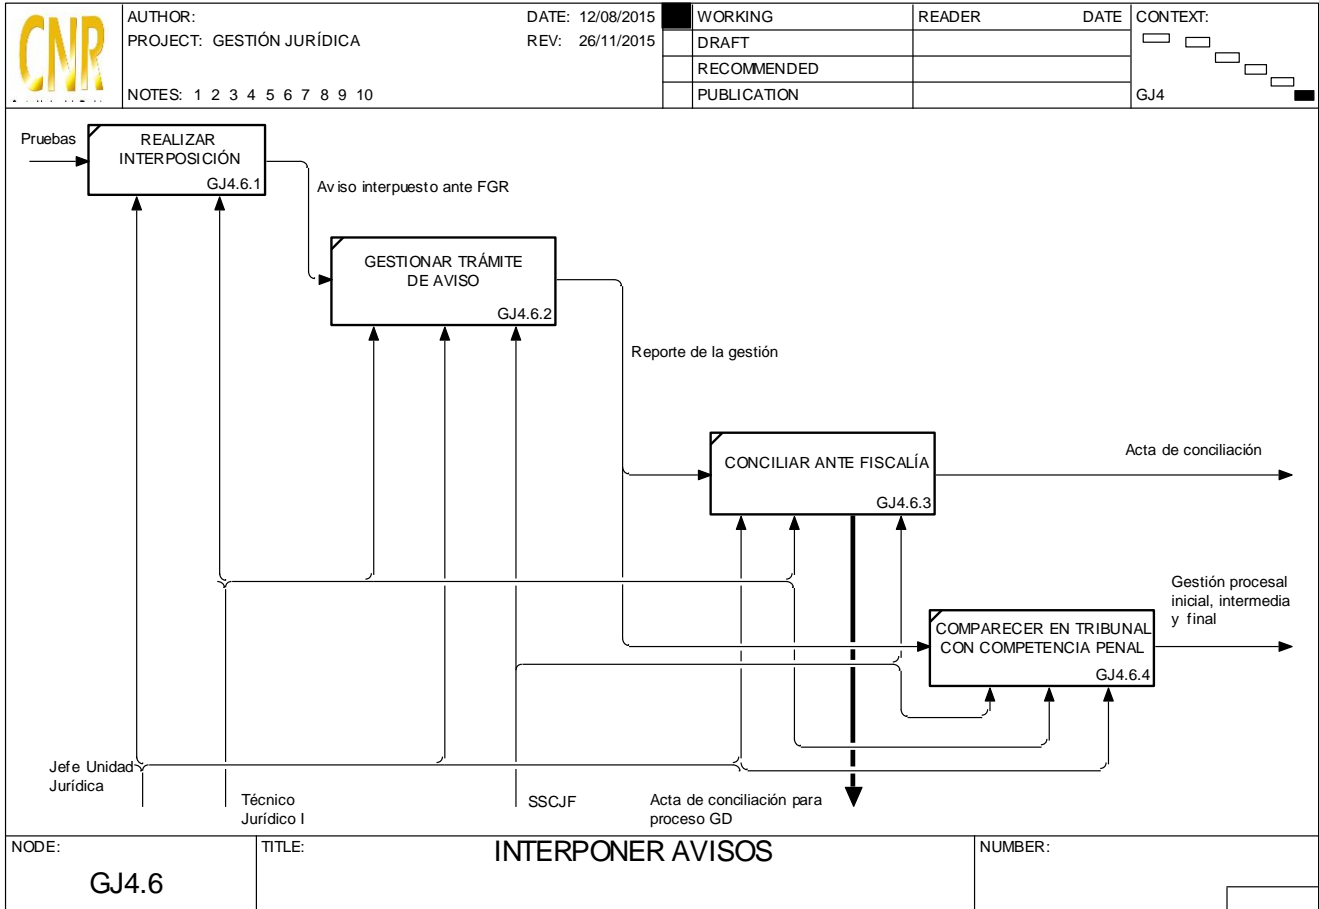 CNR
AUTHOR:
DATE: 12/08/2015
PROJECT: GESTIÓN JURÍDICA
REV: 26/11/2015
NOTES: 1 2 3 4 5 6 7 8 9 10
WORKING
DRAFT
RECOMMENDED
PUBLICATION
READER DATE
CONTEXT:
GJ4
Pruebas
REALIZAR
INTERPOSICIÓN
GJ4.6.1
Aviso interpuesto ante FGR
GESTIONAR TRÁMITE
DE AVISO
GJ4.6.2
Reporte de la gestión
CONCILIAR ANTE FISCALÍA
GJ4.6.3
Acta de conciliación
Gestión procesal
inicial, intermedia
y final
COMPARECER EN TRIBUNAL
CON COMPETENCIA PENAL
GJ4.6.4
Jefe Unidad
Jurídica
Técnico
Jurídico I
SSCJF
Acta de conciliación para
proceso GD
NODE:
GJ4.6
TITLE:
INTERPONER AVISOS
NUMBER: